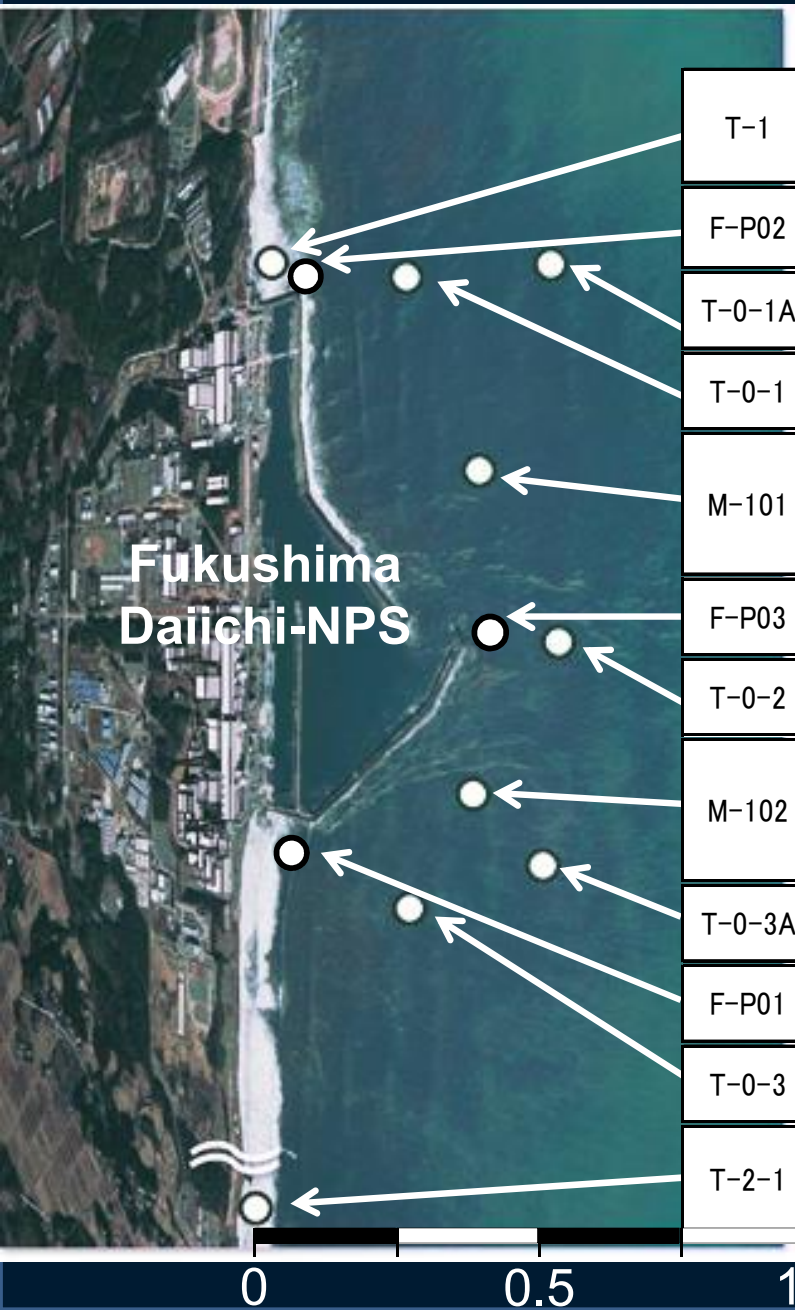 T-1
F-P02
T-0-1A
T-0-1
M-101
Fukushima
Daiichi-NPS
F-P03
T-0-2
M-102
T-0-3A
F-P01
T-0-3
T-2-1
0
0.5
1